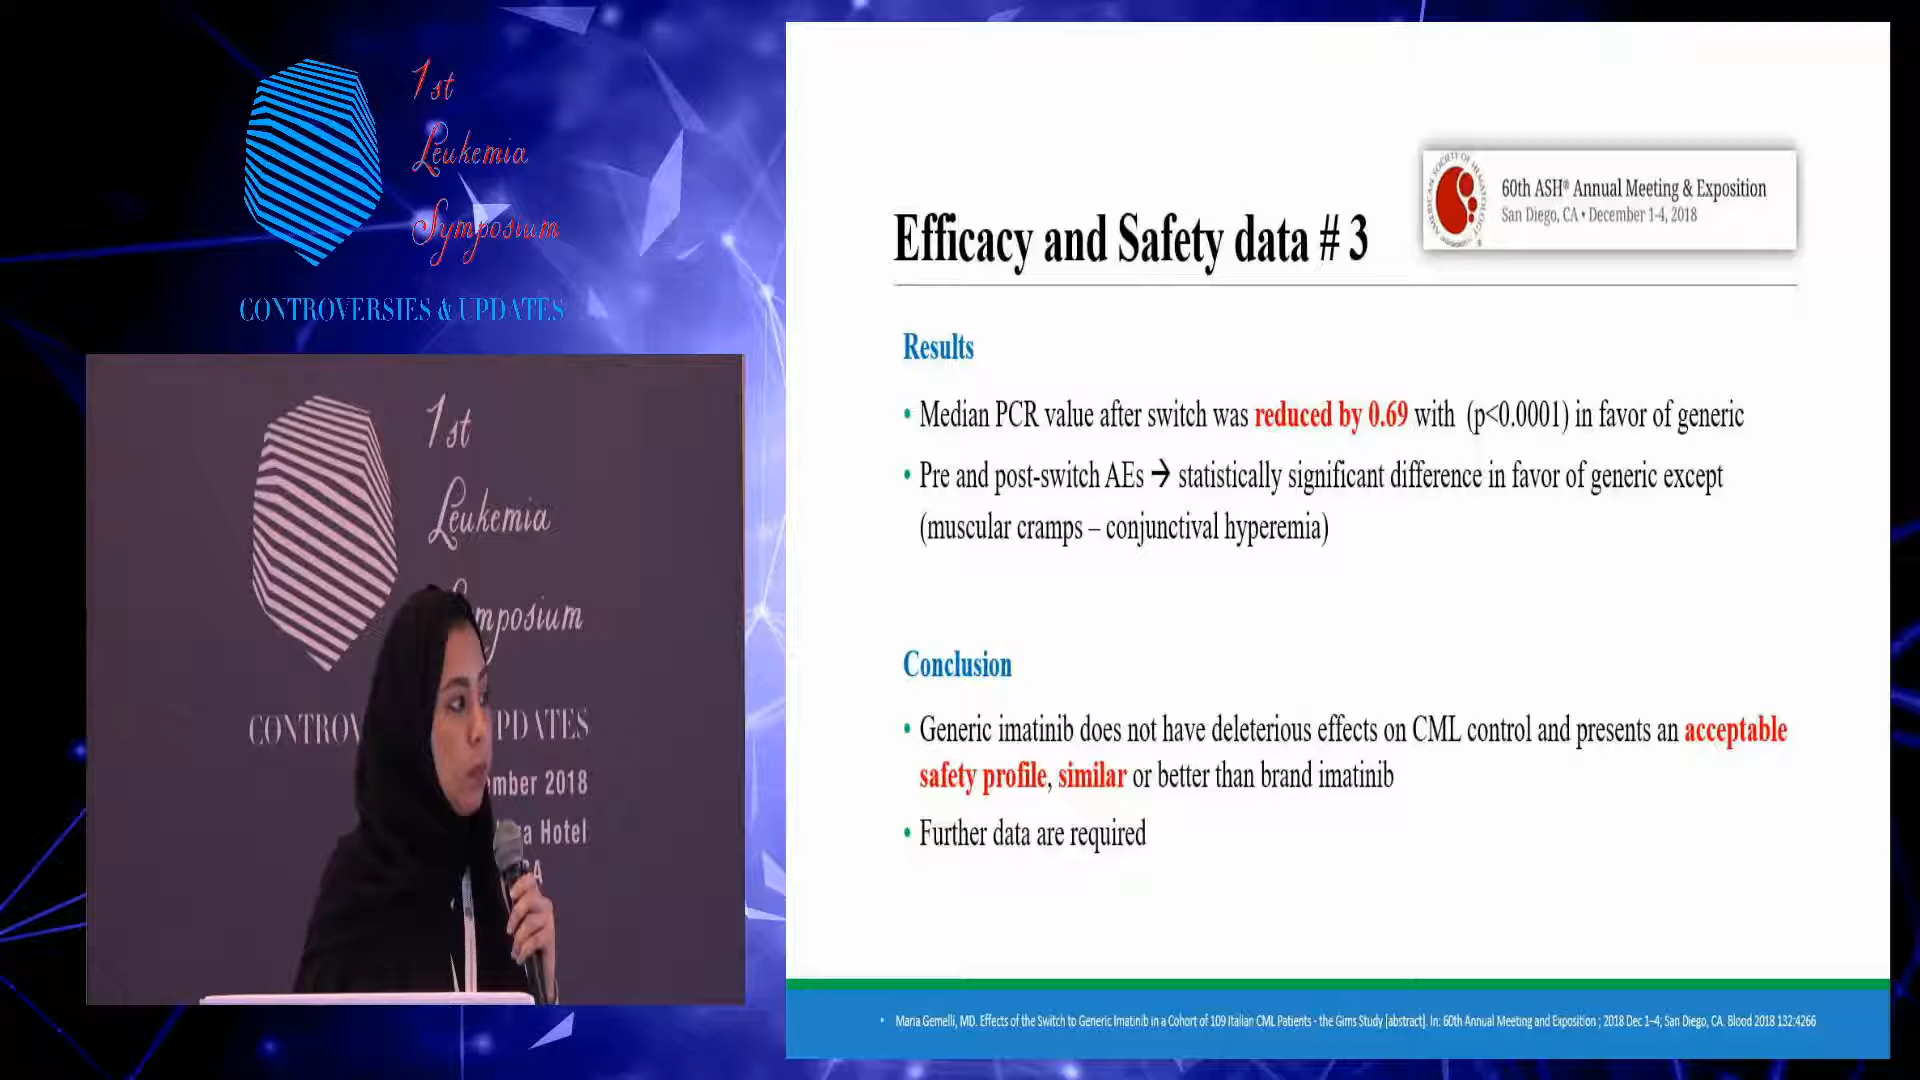 1st
Leukemia
Symposium
CONTROVERSIES & UPDATES
1st
Leukemia
mposium
CONTROV PDATES
mber 2018
a Hotel
60th ASH® Annual Meeting & Exposition
San Diego, CA • December 1-4, 2018
AMERICAN SOCIETY OF HEMATOLOGY
Efficacy and Safety data # 3
Results
• Median PCR value after switch was reduced by 0.69 with (p<0.0001) in favor of generic
• Pre and post-switch AEs → statistically significant difference in favor of generic except
(muscular cramps – conjunctival hyperemia)
Conclusion
• Generic imatinib does not have deleterious effects on CML control and presents an acceptable
safety profile, similar or better than brand imatinib
• Further data are required
• Maria Gemelli, MD. Effects of the Switch to Generic Imatinib in a Cohort of 109 Italian CML Patients - the Gims Study [abstract]. In: 60th Annual Meeting and Exposition ; 2018 Dec 1–4; San Diego, CA. Blood 2018 132:4266